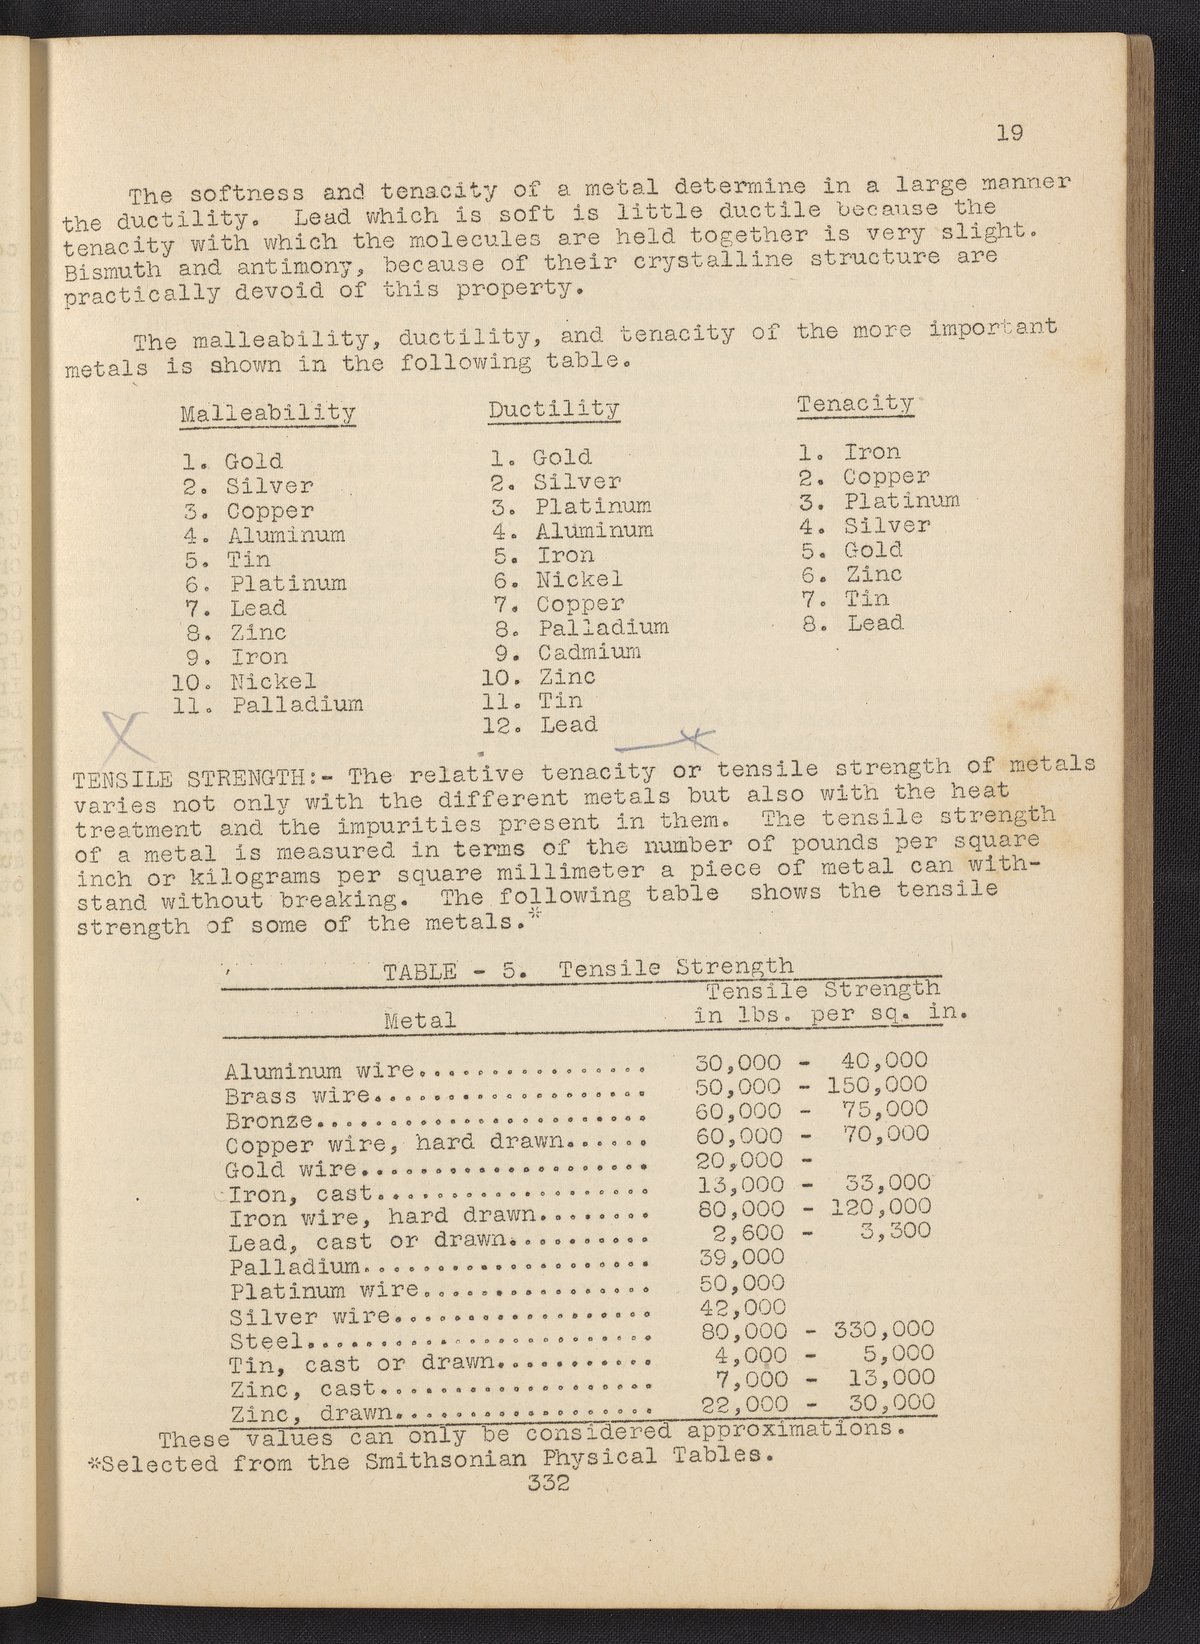 19
The softness and tenacity of a metal determine in a large manner
the ductility. Lead which is soft is little ductile because the
tenacity with which the molecules are held together is very slight.
Bismuth and antimony, because of their crystalline structure are
practically devoid of this property.
The malleability, ductility, and tenacity of the more important
metals is shown in the following table.
Malleability Ductility Tenacity
1. Gold 1. Gold 1. Iron
2. Silver 2. Silver 2. Copper
3. Copper 3. Platinum 3. Platinum
4. Aluminum 4. Aluminum 4. Silver
5. Tin 5. Iron 5. Gold
6. Platinum 6. Nickel 6. Zinc
7. Lead 7. Copper 7. Tin
8. Zinc 8. Palladium 8. Lead
9. Iron 9. Cadmium
10. Nickel 10. Zinc
11. Palladium 11. Tin
12. Lead
TENSILE STRENGTH:- The relative tenacity or tensile strength of metals
varies not only with the different metals but also with the heat
treatment and the impurities present in them. The tensile strength
of a metal is measured in terms of the number of pounds per square
inch or kilograms per square millimeter a piece of metal can with-
stand without breaking. The following table shows the tensile
strength of some of the metals.*
TABLE - 5. Tensile Strength
Tensile Strength
Metal in lbs. per sq. in.
Aluminum wire................ 30,000 - 40,000
Brass wire................... 50,000 - 150,000
Bronze....................... 60,000 - 75,000
Copper wire, hard drawn...... 60,000 - 70,000
Gold wire.................... 20,000 -
Iron, cast................... 13,000 - 33,000
Iron wire, hard drawn........ 80,000 - 120,000
Lead, cast or drawn.......... 2,600 - 3,300
Palladium.................... 39,000
Platinum wire................ 50,000
Silver wire.................. 42,000
Steel........................ 80,000 - 330,000
Tin, cast or drawn........... 4,000 - 5,000
Zinc, cast................... 7,000 - 13,000
Zinc, drawn.................. 22,000 - 30,000
These values can only be considered approximations.
*Selected from the Smithsonian Physical Tables.
332